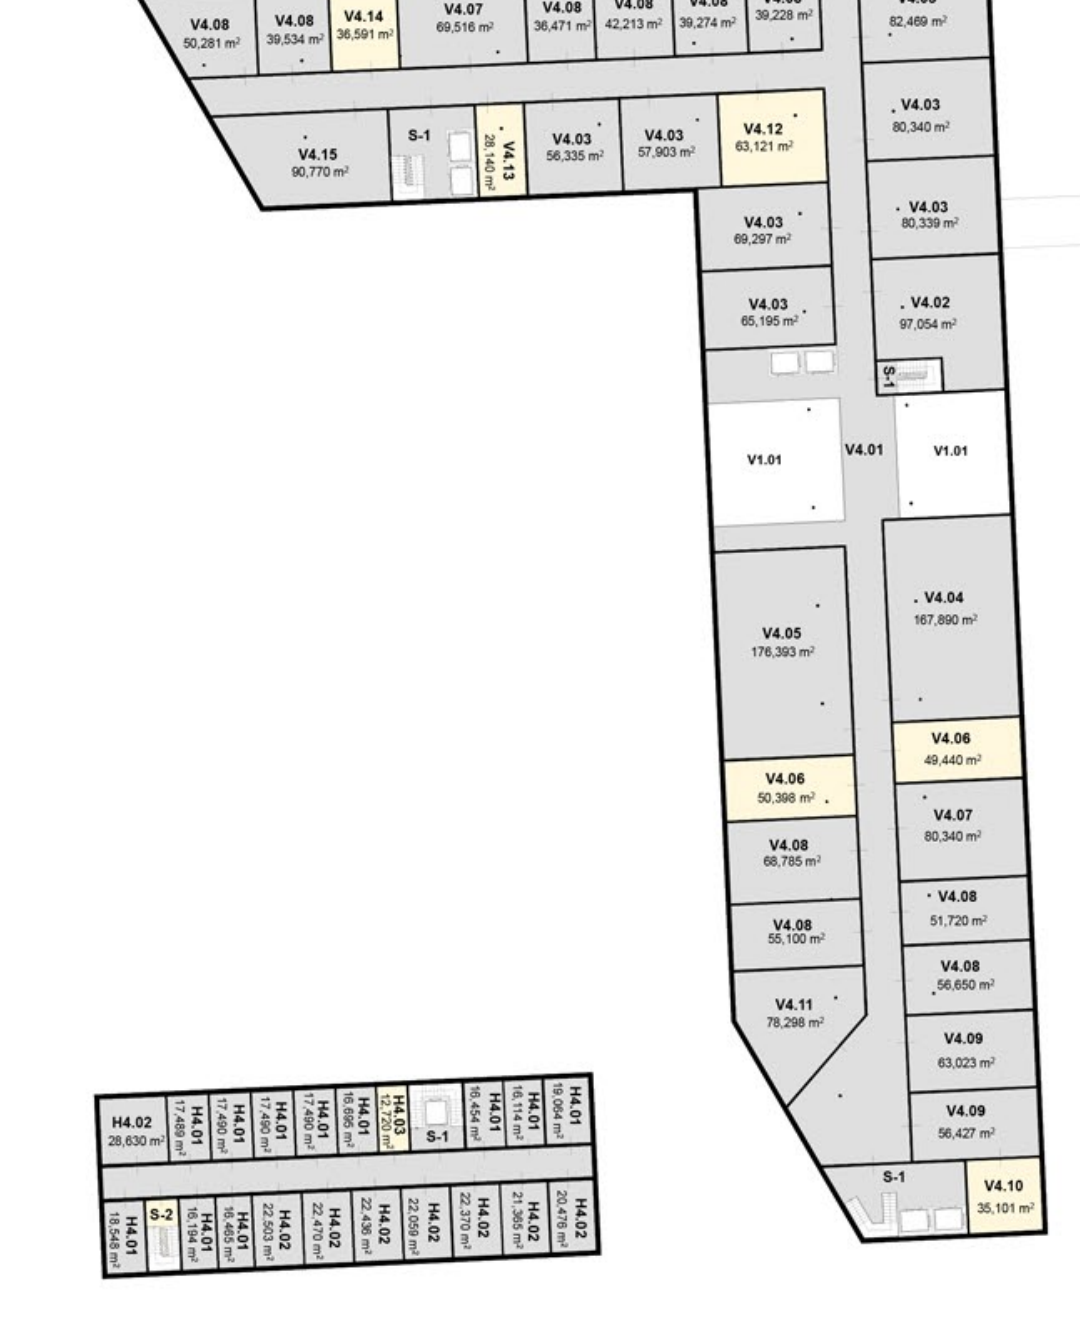 V4.08
50,281 m²
V4.08
39,534 m²
V4.14
36,591 m²
V4.07
69,516 m²
V4.08
36,471 m²
V4.08
42,213 m²
39,274 m²
39,228 m²
82,469 m²
V4.15
90,770 m²
S-1
V4.13
28,140 m²
V4.03
56,335 m²
V4.03
57,903 m²
V4.12
63,121 m²
V4.03
80,340 m²
V4.03
69,297 m²
V4.03
80,339 m²
V4.03
65,195 m²
V4.02
97,054 m²
S-1
V1.01
V4.01
V1.01
V4.05
176,393 m²
V4.04
167,890 m²
V4.06
50,398 m²
V4.06
49,440 m²
V4.08
68,785 m²
V4.07
80,340 m²
V4.08
55,100 m²
V4.08
51,720 m²
V4.11
78,298 m²
V4.08
56,650 m²
V4.09
63,023 m²
V4.09
56,427 m²
S-1
V4.10
35,101 m²
H4.02
28,630 m²
H4.01
17,489 m²
H4.01
17,490 m²
H4.01
17,490 m²
H4.01
17,490 m²
H4.01
16,695 m²
H4.03
12,720 m²
S-1
H4.01
16,454 m²
H4.01
16,114 m²
H4.01
19,064 m²
H4.01
18,548 m²
S-2
H4.01
16,194 m²
H4.01
16,465 m²
H4.02
22,503 m²
H4.02
22,470 m²
H4.02
22,436 m²
H4.02
22,059 m²
H4.02
22,370 m²
H4.02
21,365 m²
H4.02
20,476 m²